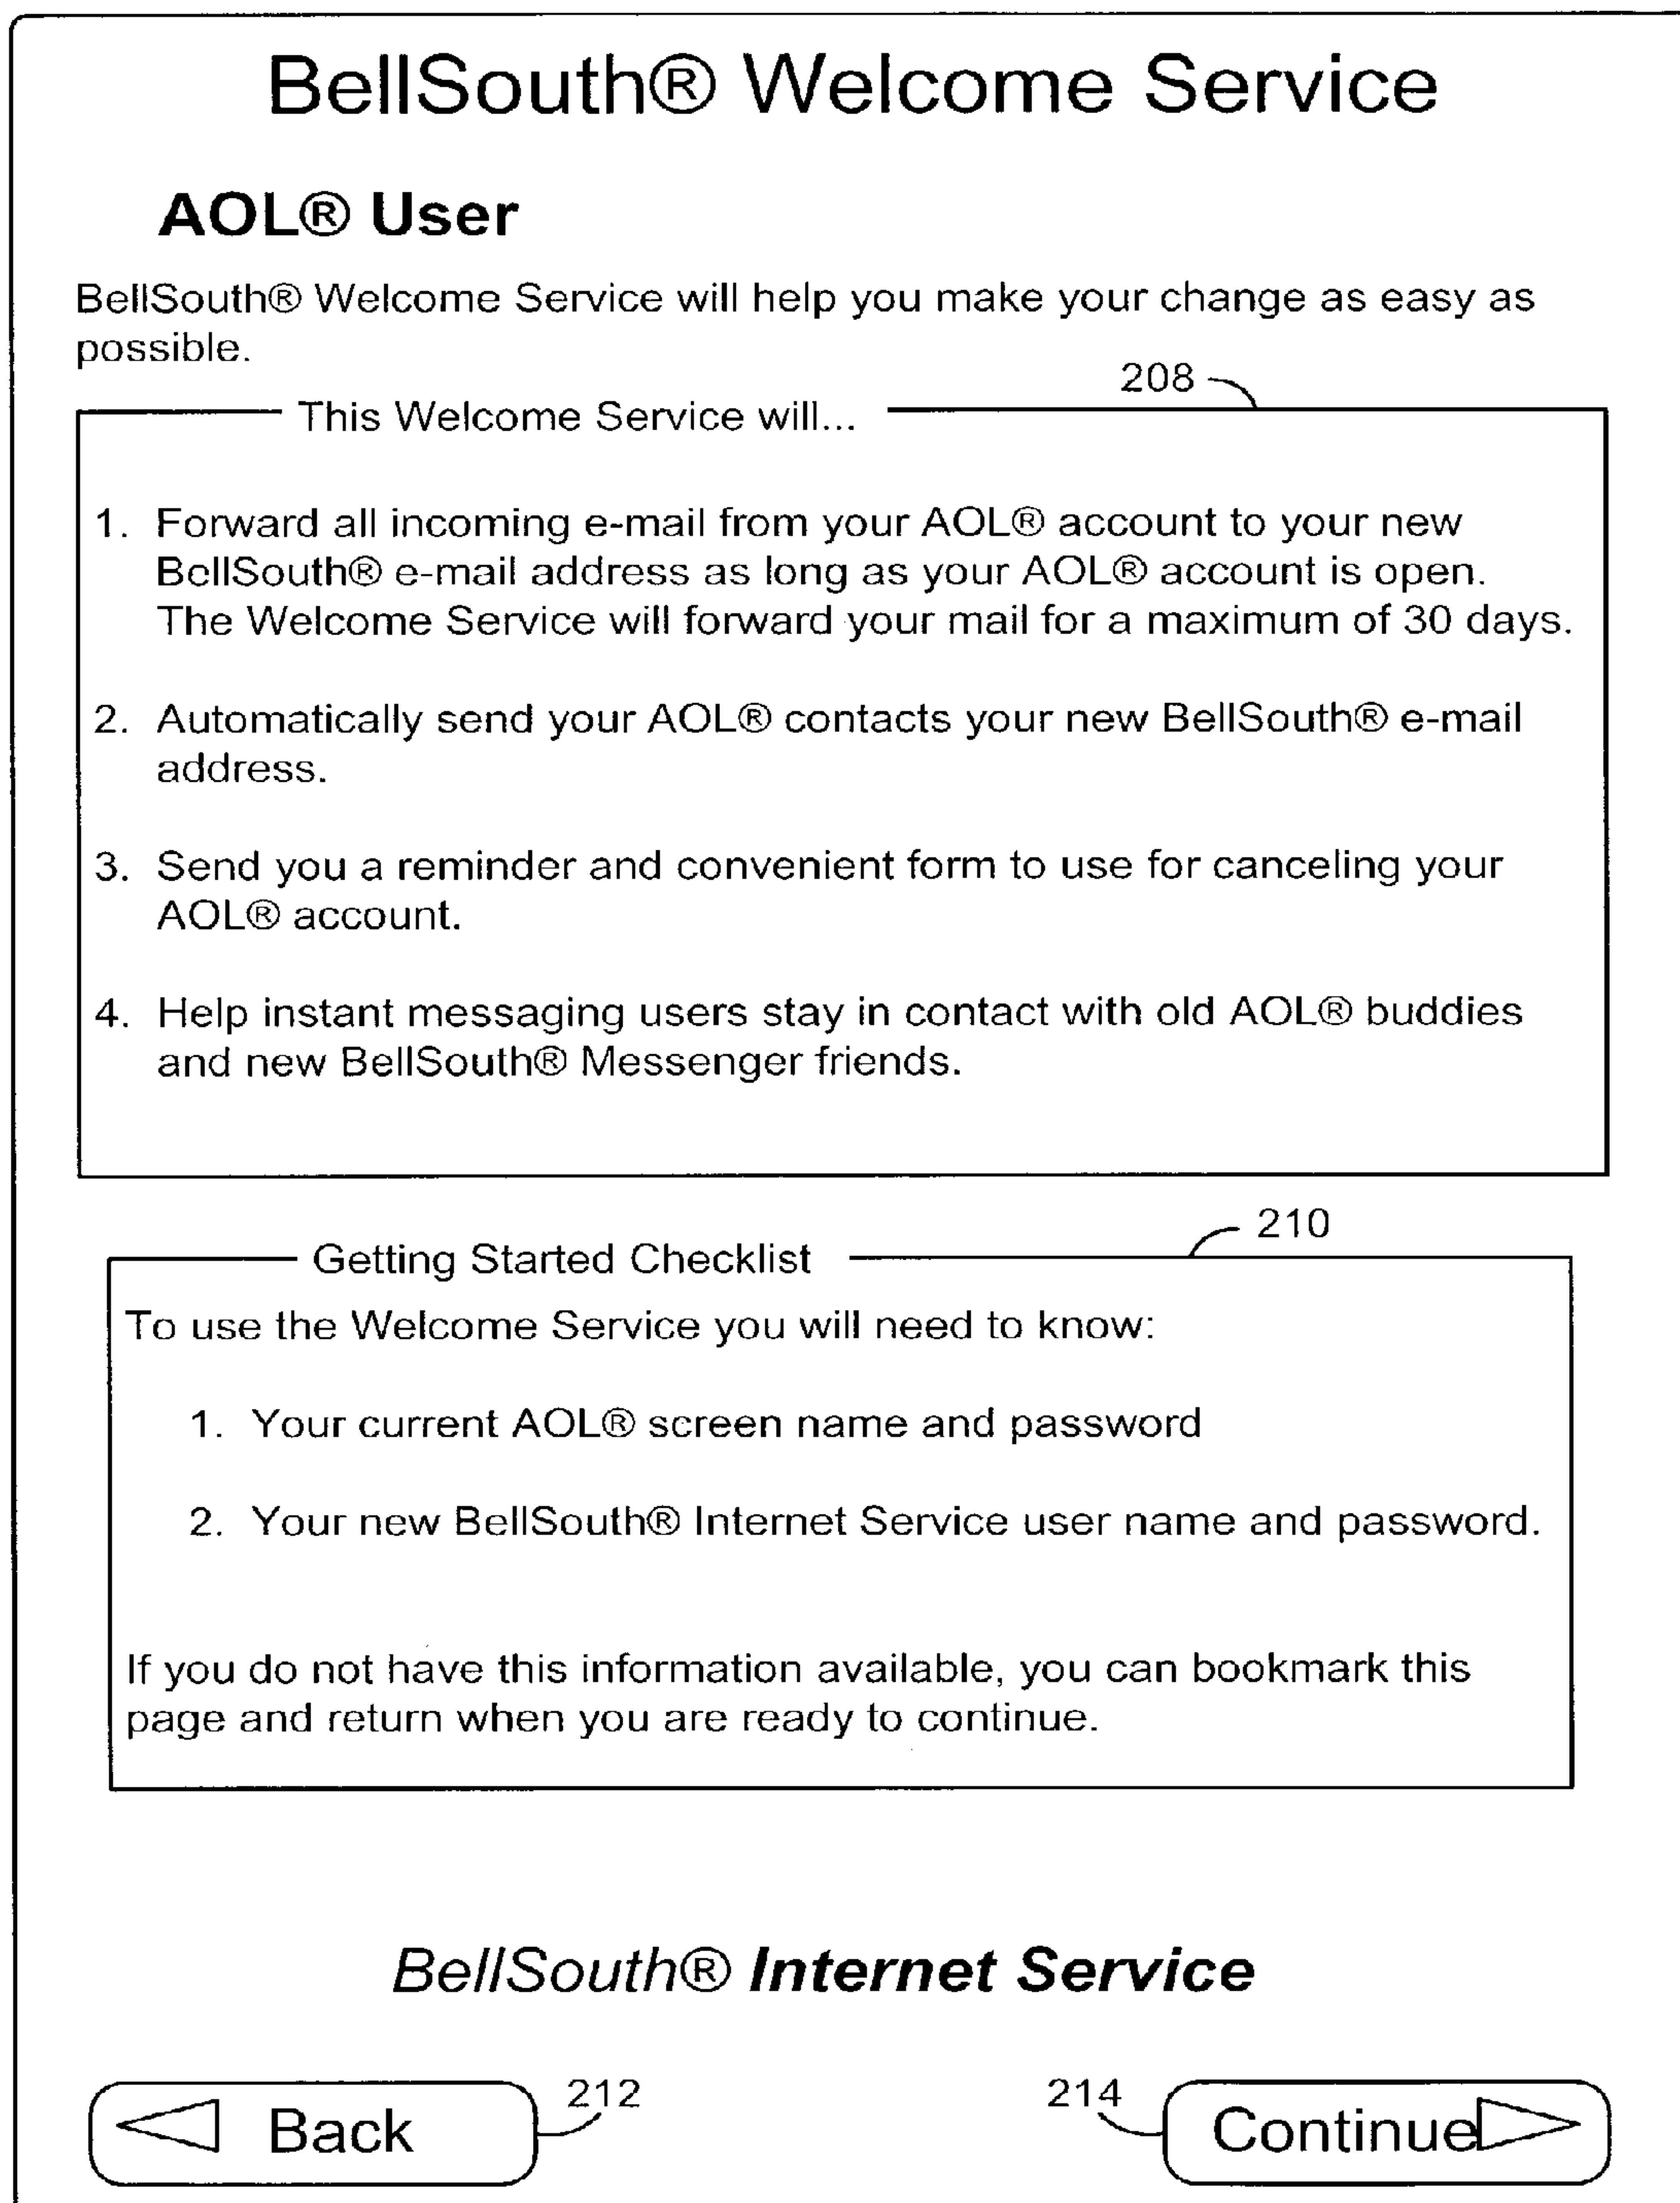 BellSouth® Welcome Service
AOL® User
BellSouth® Welcome Service will help you make your change as easy as
possible.
208
This Welcome Service will...
1. Forward all incoming e-mail from your AOL® account to your new
BellSouth® e-mail address as long as your AOL® account is open.
The Welcome Service will forward your mail for a maximum of 30 days.
2. Automatically send your AOL® contacts your new BellSouth® e-mail
address.
3. Send you a reminder and convenient form to use for canceling your
AOL® account.
4. Help instant messaging users stay in contact with old AOL® buddies
and new BellSouth® Messenger friends.
210
Getting Started Checklist
To use the Welcome Service you will need to know:
1. Your current AOL® screen name and password
2. Your new BellSouth® Internet Service user name and password.
If you do not have this information available, you can bookmark this
page and return when you are ready to continue.
BellSouth® Internet Service
Back
212
214
Continue